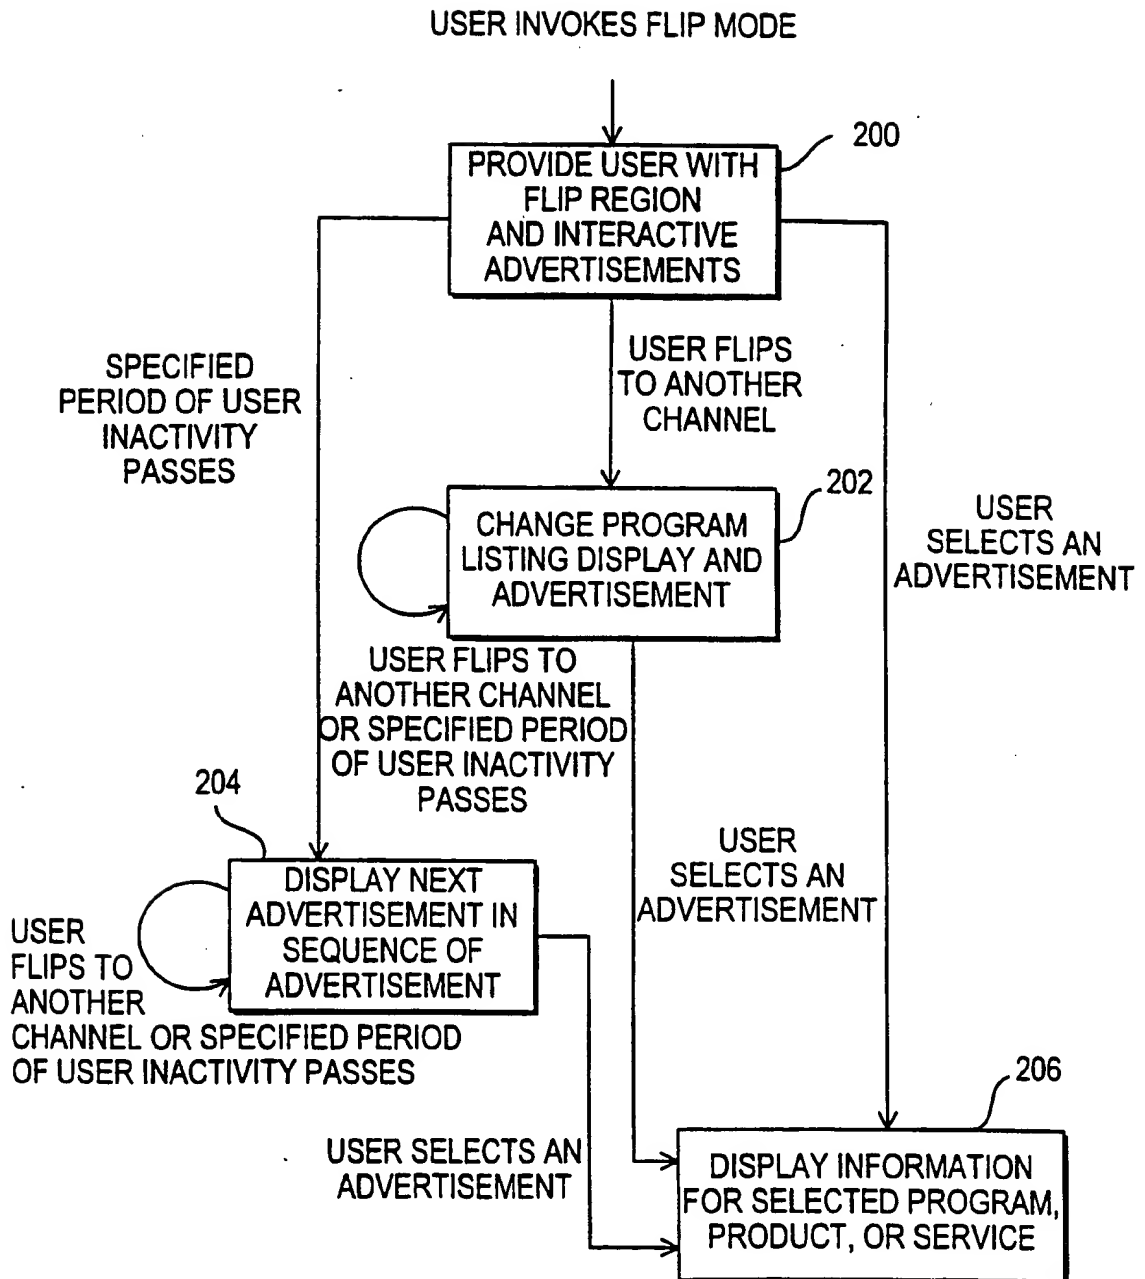 USER INVOKES FLIP MODE
200
PROVIDE USER WITH
FLIP REGION
AND INTERACTIVE
ADVERTISEMENTS
SPECIFIED
PERIOD OF USER
INACTIVITY
PASSES
USER FLIPS
TO ANOTHER
CHANNEL
202
CHANGE PROGRAM
LISTING DISPLAY AND
ADVERTISEMENT
USER
SELECTS AN
ADVERTISEMENT
USER FLIPS TO
ANOTHER CHANNEL
OR SPECIFIED PERIOD
OF USER INACTIVITY
PASSES
204
DISPLAY NEXT
ADVERTISEMENT IN
SEQUENCE OF
ADVERTISEMENT
USER
SELECTS AN
ADVERTISEMENT
USER
FLIPS TO
ANOTHER
CHANNEL OR SPECIFIED PERIOD
OF USER INACTIVITY PASSES
USER SELECTS AN
ADVERTISEMENT
206
DISPLAY INFORMATION
FOR SELECTED PROGRAM,
PRODUCT, OR SERVICE